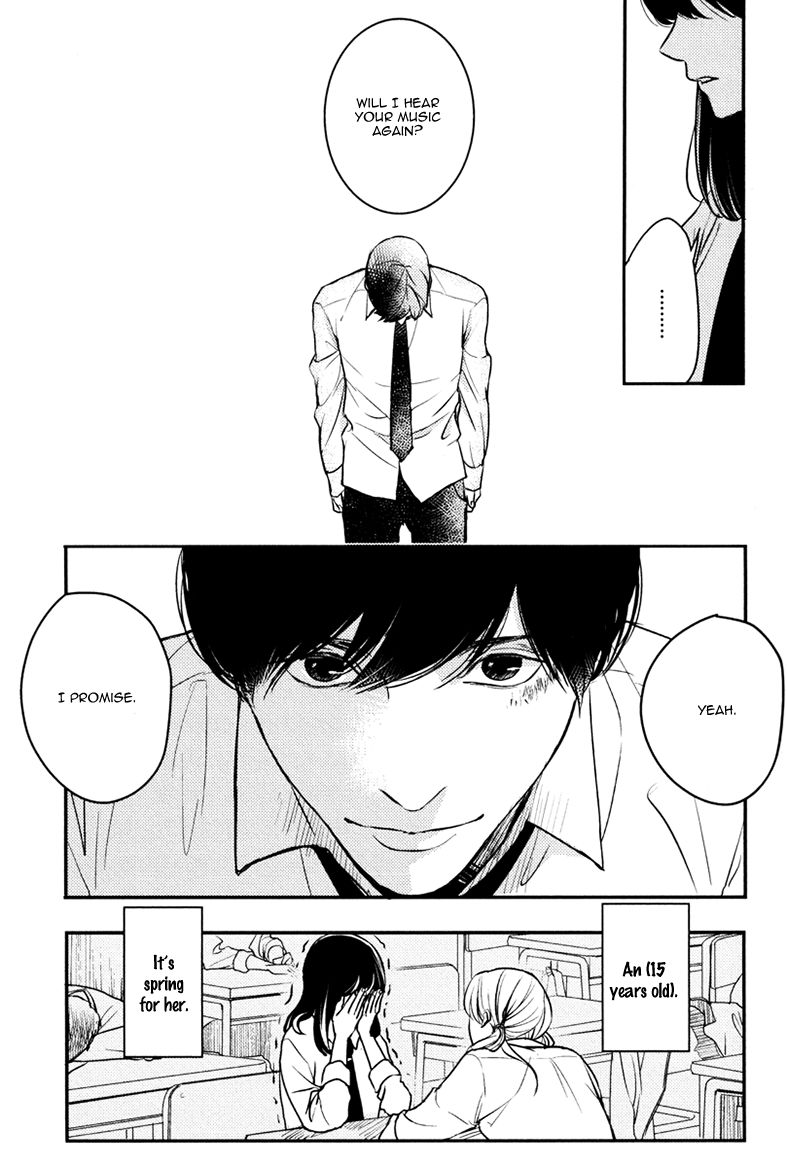 .........
WILL I HEAR
YOUR MUSIC
AGAIN?
YEAH.
I PROMISE.
An (15
years old).
It's
spring
for her.